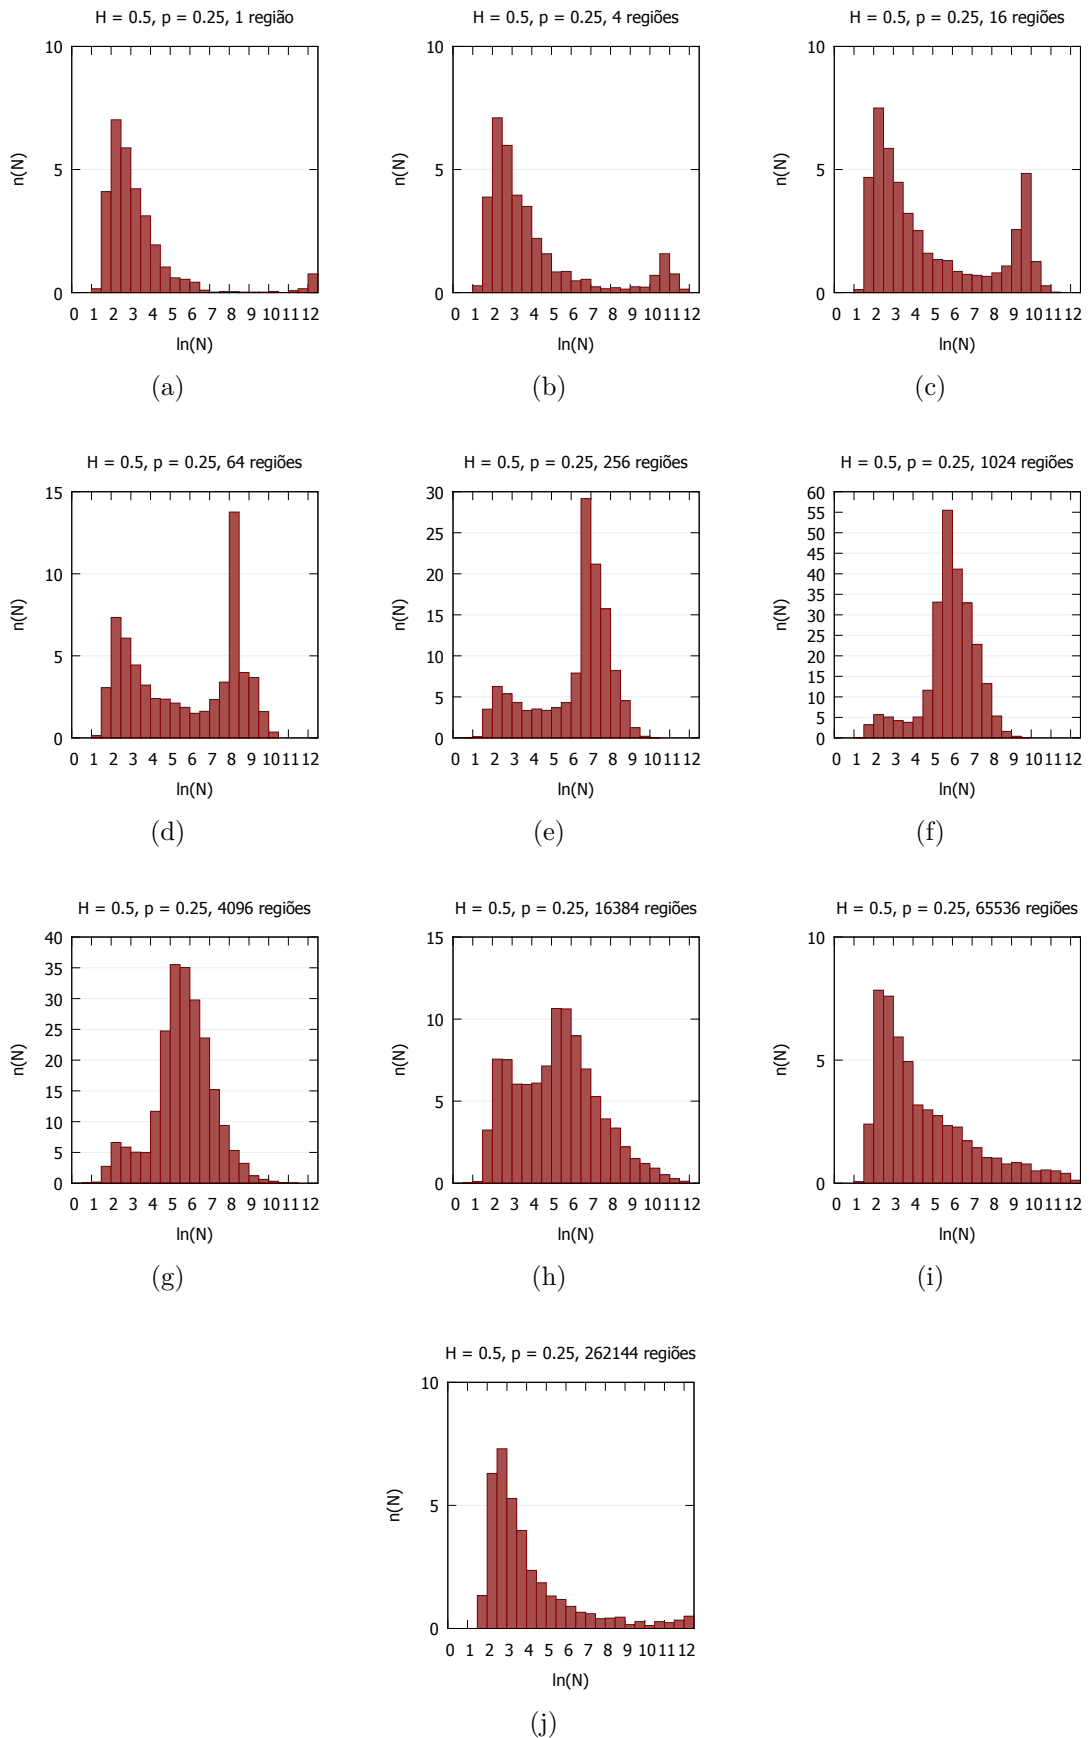 H = 0.5, p = 0.25, 1 região
10
5
0
n(N)
0 1 2 3 4 5 6 7 8 9 10 11 12
ln(N)
(a)
H = 0.5, p = 0.25, 4 regiões
10
5
0
n(N)
0 1 2 3 4 5 6 7 8 9 10 11 12
ln(N)
(b)
H = 0.5, p = 0.25, 16 regiões
10
5
0
n(N)
0 1 2 3 4 5 6 7 8 9 10 11 12
ln(N)
(c)
H = 0.5, p = 0.25, 64 regiões
15
10
5
0
n(N)
0 1 2 3 4 5 6 7 8 9 10 11 12
ln(N)
(d)
H = 0.5, p = 0.25, 256 regiões
30
25
20
15
10
5
0
n(N)
0 1 2 3 4 5 6 7 8 9 10 11 12
ln(N)
(e)
H = 0.5, p = 0.25, 1024 regiões
60
55
50
45
40
35
30
25
20
15
10
5
0
n(N)
0 1 2 3 4 5 6 7 8 9 10 11 12
ln(N)
(f)
H = 0.5, p = 0.25, 4096 regiões
40
35
30
25
20
15
10
5
0
n(N)
0 1 2 3 4 5 6 7 8 9 10 11 12
ln(N)
(g)
H = 0.5, p = 0.25, 16384 regiões
15
10
5
0
n(N)
0 1 2 3 4 5 6 7 8 9 10 11 12
ln(N)
(h)
H = 0.5, p = 0.25, 65536 regiões
10
5
0
n(N)
0 1 2 3 4 5 6 7 8 9 10 11 12
ln(N)
(i)
H = 0.5, p = 0.25, 262144 regiões
10
5
0
n(N)
0 1 2 3 4 5 6 7 8 9 10 11 12
ln(N)
(j)